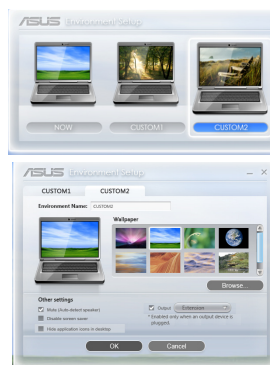 ASUS Environment Setup
NOW
CUSTOM1
CUSTOM2
ASUS Environment Setup
CUSTOM1
CUSTOM2
Environment Name: CUSTOM2
Wallpaper
Browse...
Other settings
Mute (Auto-detect speaker)
Disable screen saver
Hide application icons in desktop
Output Extension
* Enabled only when an output device is
plugged.
OK
Cancel